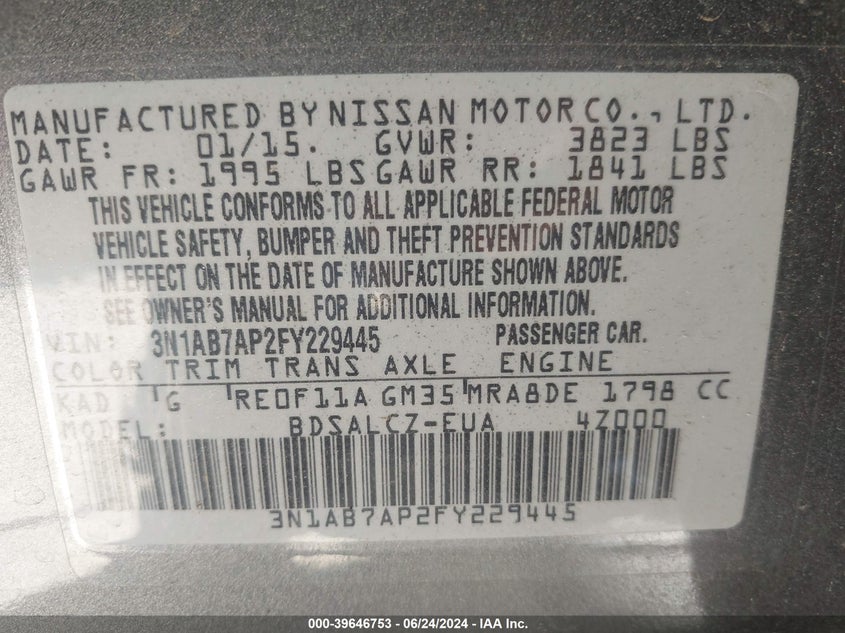 MANUFACTURED BY NISSAN MOTOR CO., LTD.
DATE: 01/15. GVWR: 3823 LBS
GAWR FR: 1995 LBS GAWR RR: 1841 LBS
THIS VEHICLE CONFORMS TO ALL APPLICABLE FEDERAL MOTOR
VEHICLE SAFETY, BUMPER AND THEFT PREVENTION STANDARDS
IN EFFECT ON THE DATE OF MANUFACTURE SHOWN ABOVE.
SEE OWNER'S MANUAL FOR ADDITIONAL INFORMATION.
VIN: 3N1AB7AP2FY229445 PASSENGER CAR.
COLOR TRIM TRANS AXLE ENGINE
KAD G RE0F11A GM35 MRA8DE 1798 CC
MODEL: BDSALCZ-EUA 4Z000
3N1AB7AP2FY229445
000-39646753 - 06/24/2024 - IAA Inc.